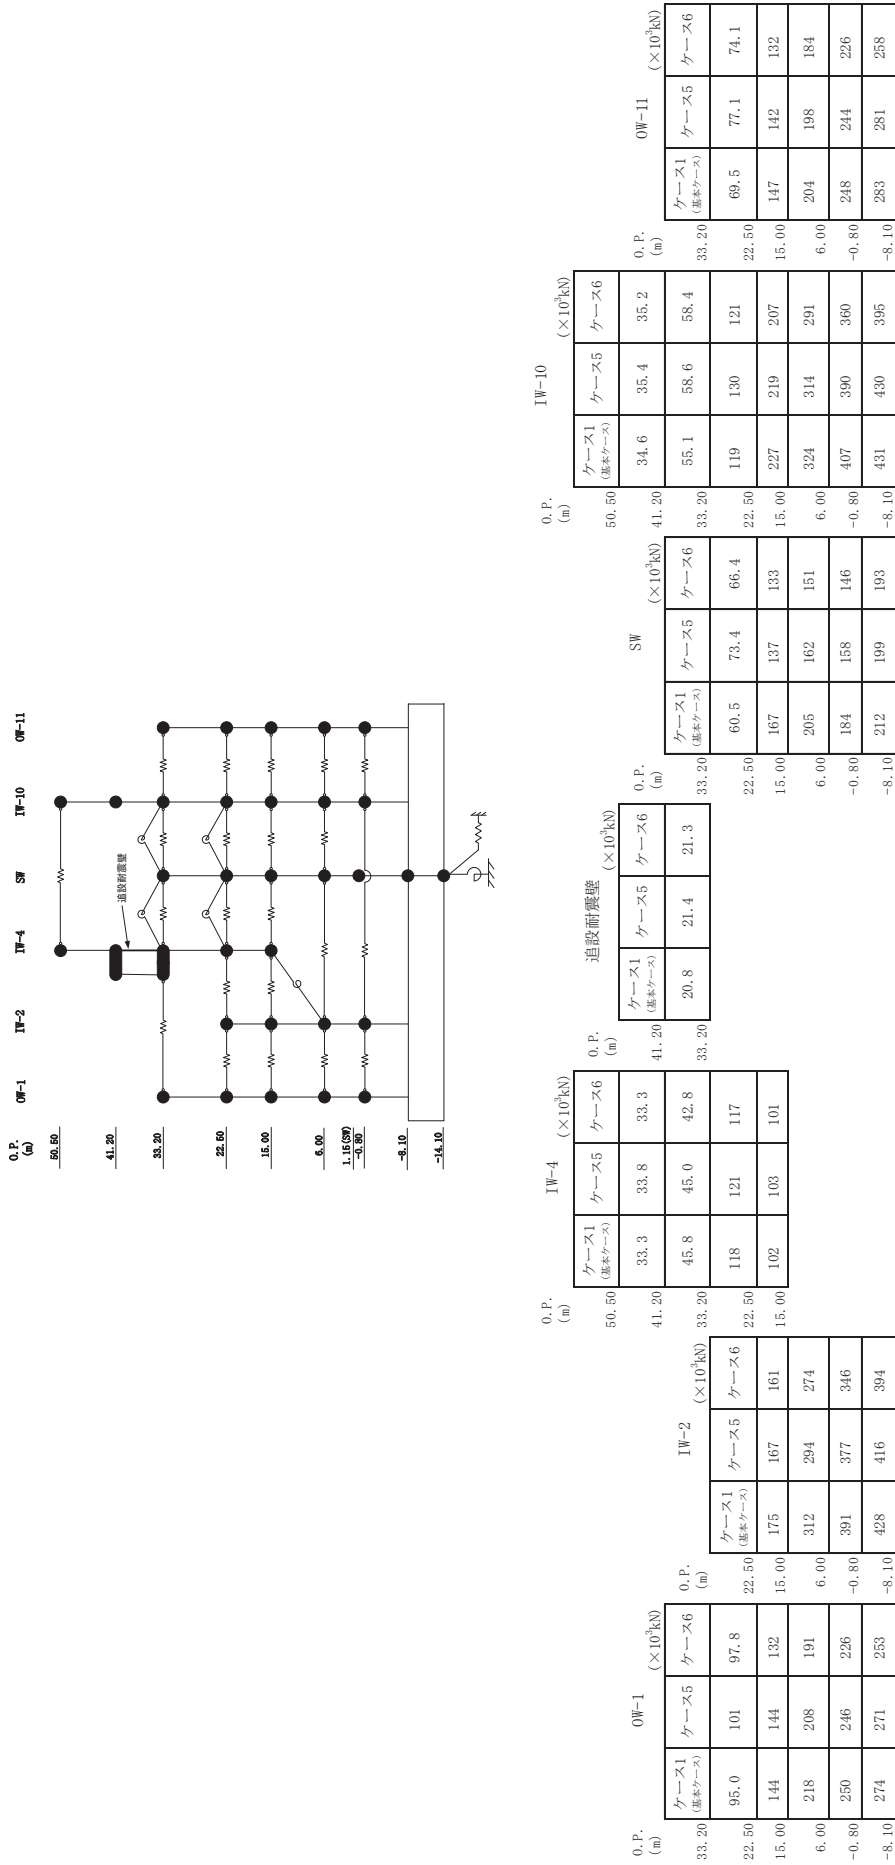 O.P.
(m)
OW-1 IW-2 IW-4 SW IW-10 OW-11
50.50
41.20
33.20
22.50
15.00
6.00
1.15(SW)
-0.80
-8.10
-14.10
追設耐震壁
OW-1
O.P.
(m)
(×10³kN)
ケース1 ケース5 ケース6
(基本ケース)
33.20
95.0 101 97.8
22.50
144 144 132
15.00
218 208 191
6.00
250 246 226
-0.80
274 271 253
-8.10
IW-2
O.P.
(m)
(×10³kN)
ケース1 ケース5 ケース6
(基本ケース)
22.50
175 167 161
15.00
312 294 274
6.00
391 377 346
-0.80
428 416 394
-8.10
IW-4
O.P.
(m)
(×10³kN)
ケース1 ケース5 ケース6
(基本ケース)
50.50
33.3 33.8 33.3
41.20
45.8 45.0 42.8
33.20
118 121 117
22.50
102 103 101
15.00
追設耐震壁
O.P.
(m)
(×10³kN)
ケース1 ケース5 ケース6
(基本ケース)
41.20
20.8 21.4 21.3
33.20
SW
O.P.
(m)
(×10³kN)
ケース1 ケース5 ケース6
(基本ケース)
33.20
60.5 73.4 66.4
22.50
167 137 133
15.00
205 162 151
6.00
184 158 146
-0.80
212 199 193
-8.10
IW-10
O.P.
(m)
(×10³kN)
ケース1 ケース5 ケース6
(基本ケース)
50.50
34.6 35.4 35.2
41.20
55.1 58.6 58.4
33.20
119 130 121
22.50
227 219 207
15.00
324 314 291
6.00
407 390 360
-0.80
431 430 395
-8.10
OW-11
O.P.
(m)
(×10³kN)
ケース1 ケース5 ケース6
(基本ケース)
33.20
69.5 77.1 74.1
22.50
147 142 132
15.00
204 198 184
6.00
248 244 226
-0.80
283 281 258
-8.10